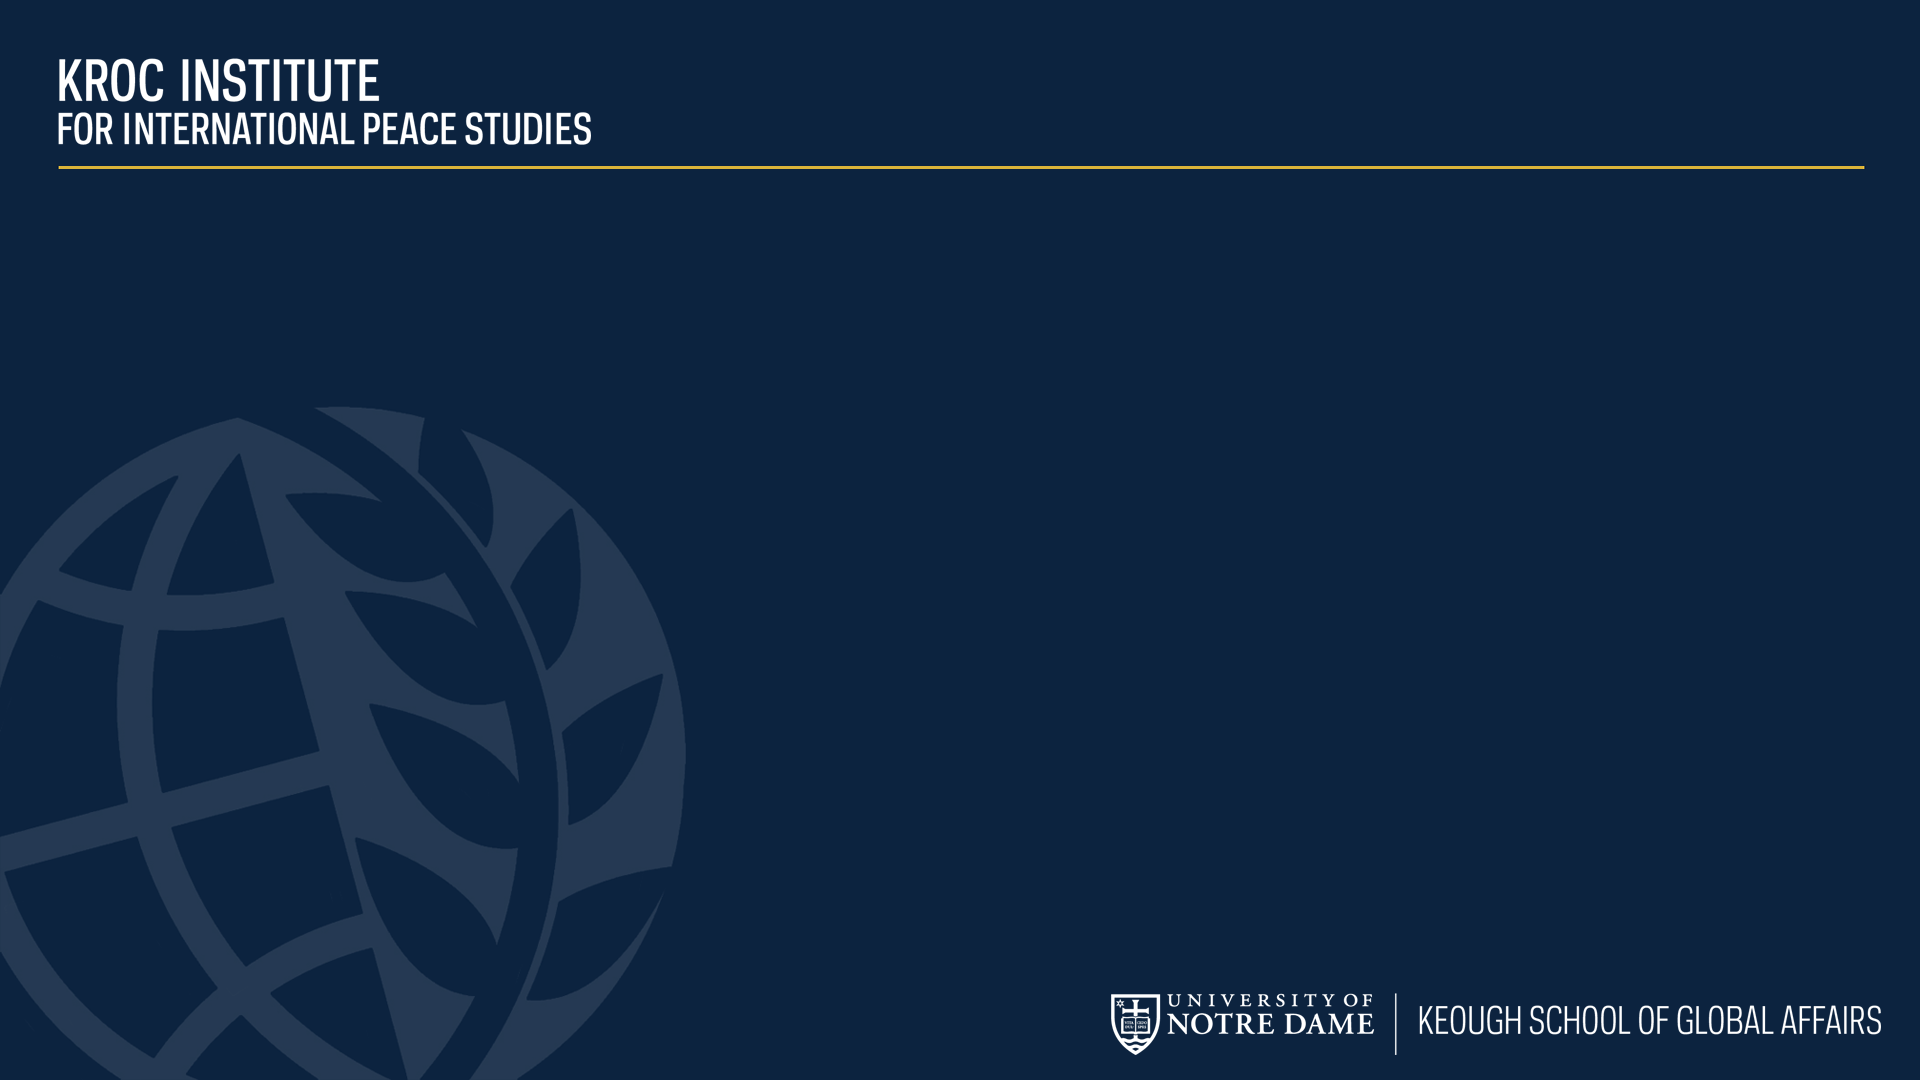 KROC INSTITUTE
FOR INTERNATIONAL PEACE STUDIES
UNIVERSITY OF
NOTRE DAME
KEOUGH SCHOOL OF GLOBAL AFFAIRS